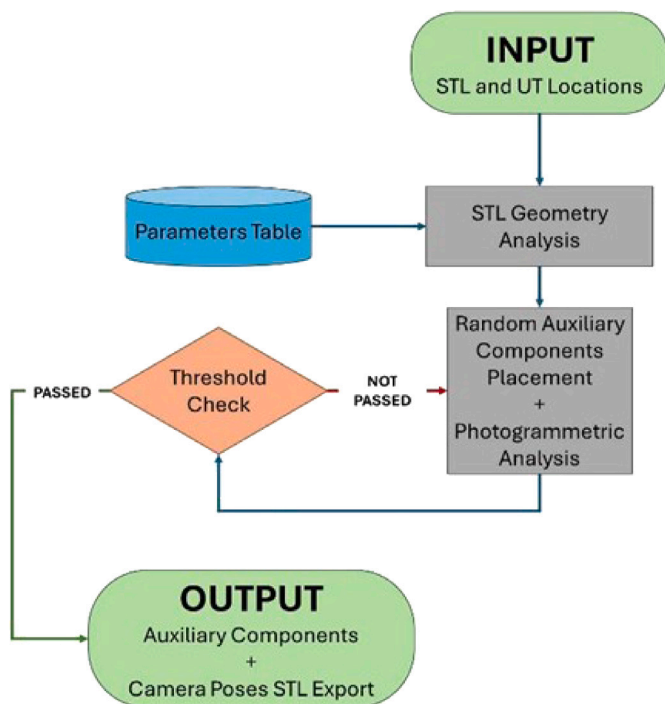 INPUT
STL and UT Locations
Parameters Table
STL Geometry
Analysis
Random Auxiliary
Components
Placement
+
Photogrammetric
Analysis
Threshold
Check
NOT
PASSED
PASSED
OUTPUT
Auxiliary Components
+
Camera Poses STL Export